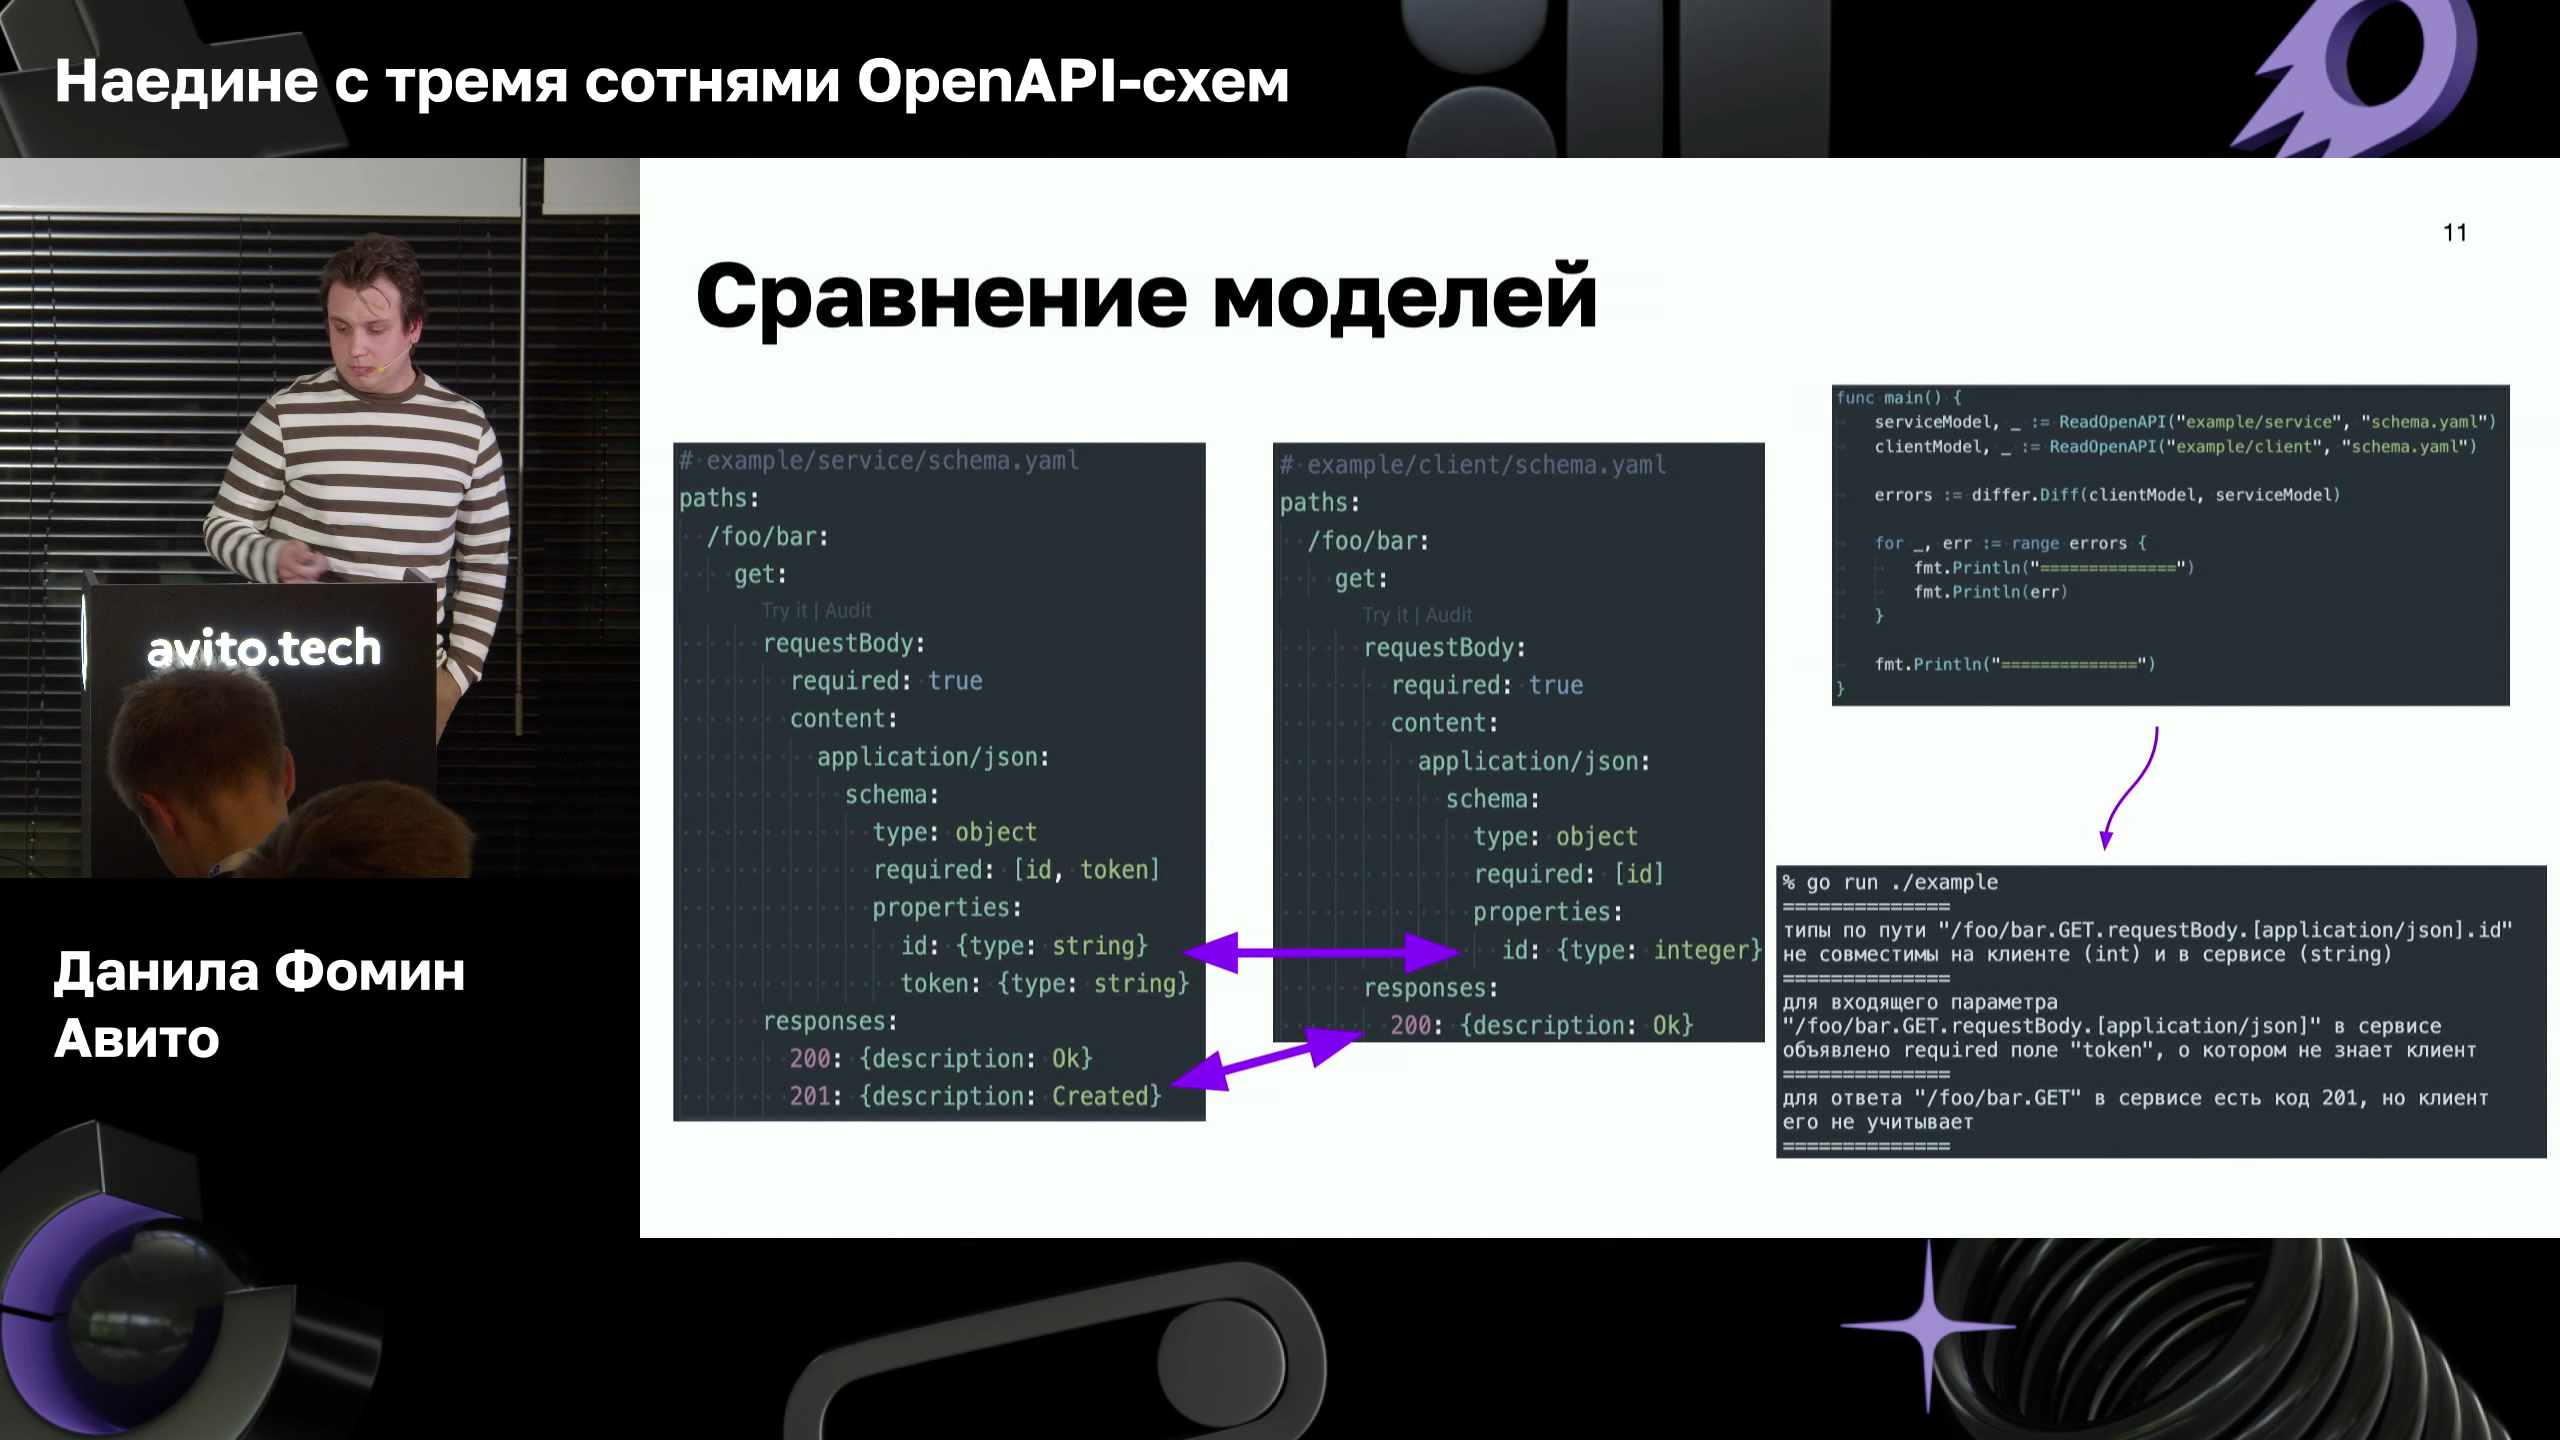 Наедине с тремя сотнями OpenAPI-схем
avito.tech
Данила Фомин
Авито
11
Сравнение моделей
# example/service/schema.yaml
paths:
/foo/bar:
get:
Try it | Audit
requestBody:
required: true
content:
application/json:
schema:
type: object
required: [id, token]
properties:
id: {type: string}
token: {type: string}
responses:
200: {description: Ok}
201: {description: Created}
# example/client/schema.yaml
paths:
/foo/bar:
get:
Try it | Audit
requestBody:
required: true
content:
application/json:
schema:
type: object
required: [id]
properties:
id: {type: integer}
responses:
200: {description: Ok}
func main() {
serviceModel, _ := ReadOpenAPI("example/service", "schema.yaml")
clientModel, _ := ReadOpenAPI("example/client", "schema.yaml")
errors := differ.Diff(clientModel, serviceModel)
for _, err := range errors {
fmt.Println("==============")
fmt.Println(err)
}
fmt.Println("==============")
}
% go run ./example
==============
типы по пути "/foo/bar.GET.requestBody.[application/json].id"
не совместимы на клиенте (int) и в сервисе (string)
==============
для входящего параметра
"/foo/bar.GET.requestBody.[application/json]" в сервисе
объявлено required поле "token", о котором не знает клиент
==============
для ответа "/foo/bar.GET" в сервисе есть код 201, но клиент
его не учитывает
==============